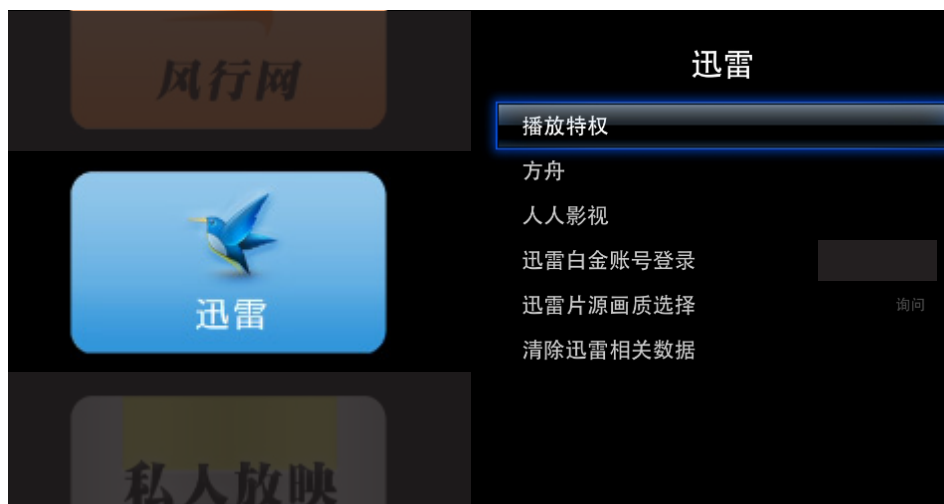 风行网
迅雷
私人放映
迅雷
播放特权
方舟
人人影视
迅雷白金账号登录
迅雷片源画质选择 询问
清除迅雷相关数据